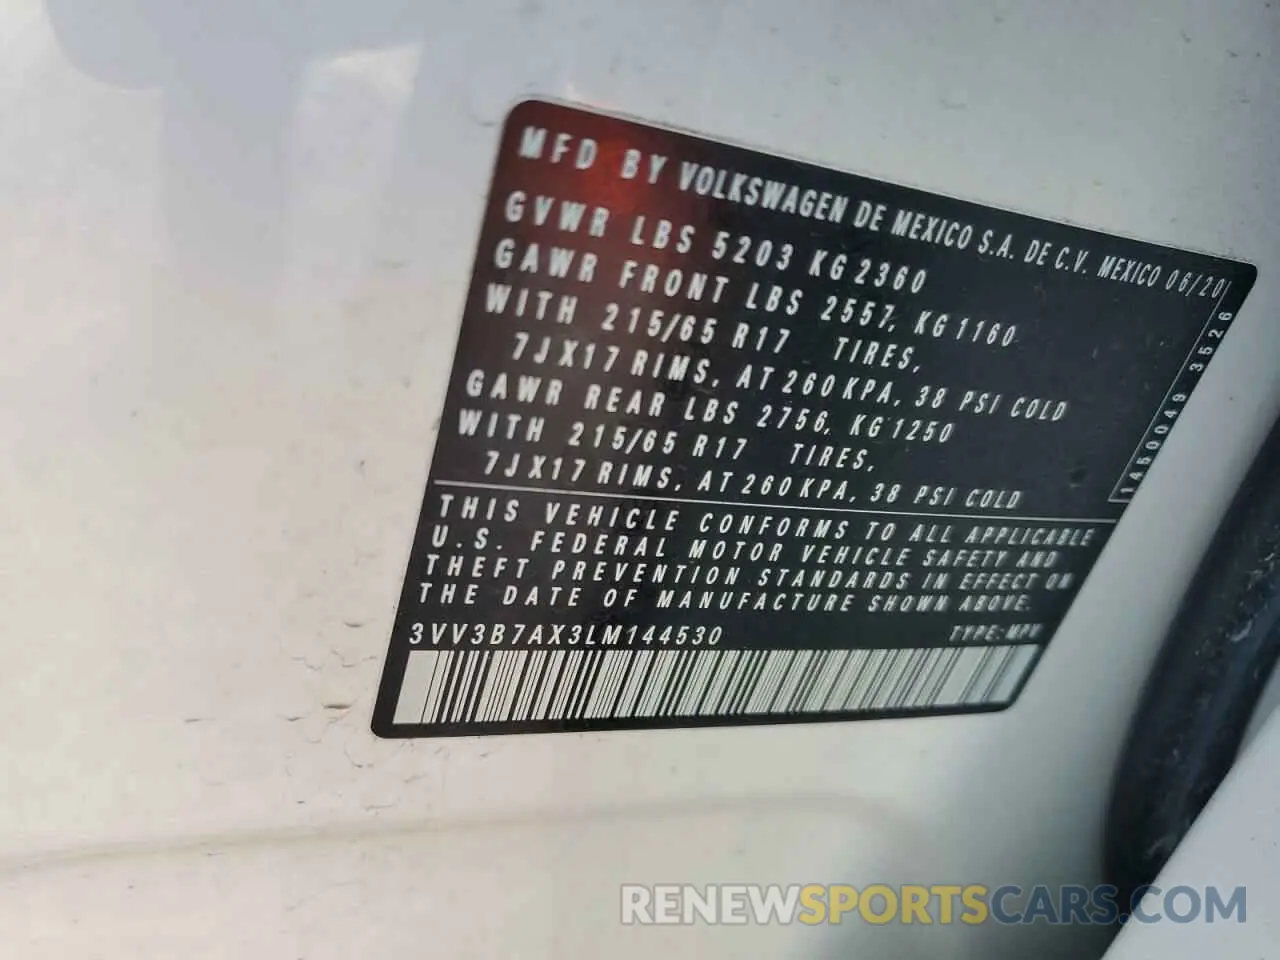 MFD BY VOLKSWAGEN DE MEXICO S.A. DE C.V. MEXICO 06/20
GVWR LBS 5203 KG 2360
GAWR FRONT LBS 2557, KG 1160
WITH 215/65 R17 TIRES,
7JX17 RIMS, AT 260 KPA, 38 PSI COLD
GAWR REAR LBS 2756, KG 1250
WITH 215/65 R17 TIRES,
7JX17 RIMS, AT 260 KPA, 38 PSI COLD
1450049 3526
THIS VEHICLE CONFORMS TO ALL APPLICABLE
U.S. FEDERAL MOTOR VEHICLE SAFETY AND
THEFT PREVENTION STANDARDS IN EFFECT ON
THE DATE OF MANUFACTURE SHOWN ABOVE.
3VV3B7AX3LM144530 TYPE: MPV
RENEWSPORTSCARS.COM